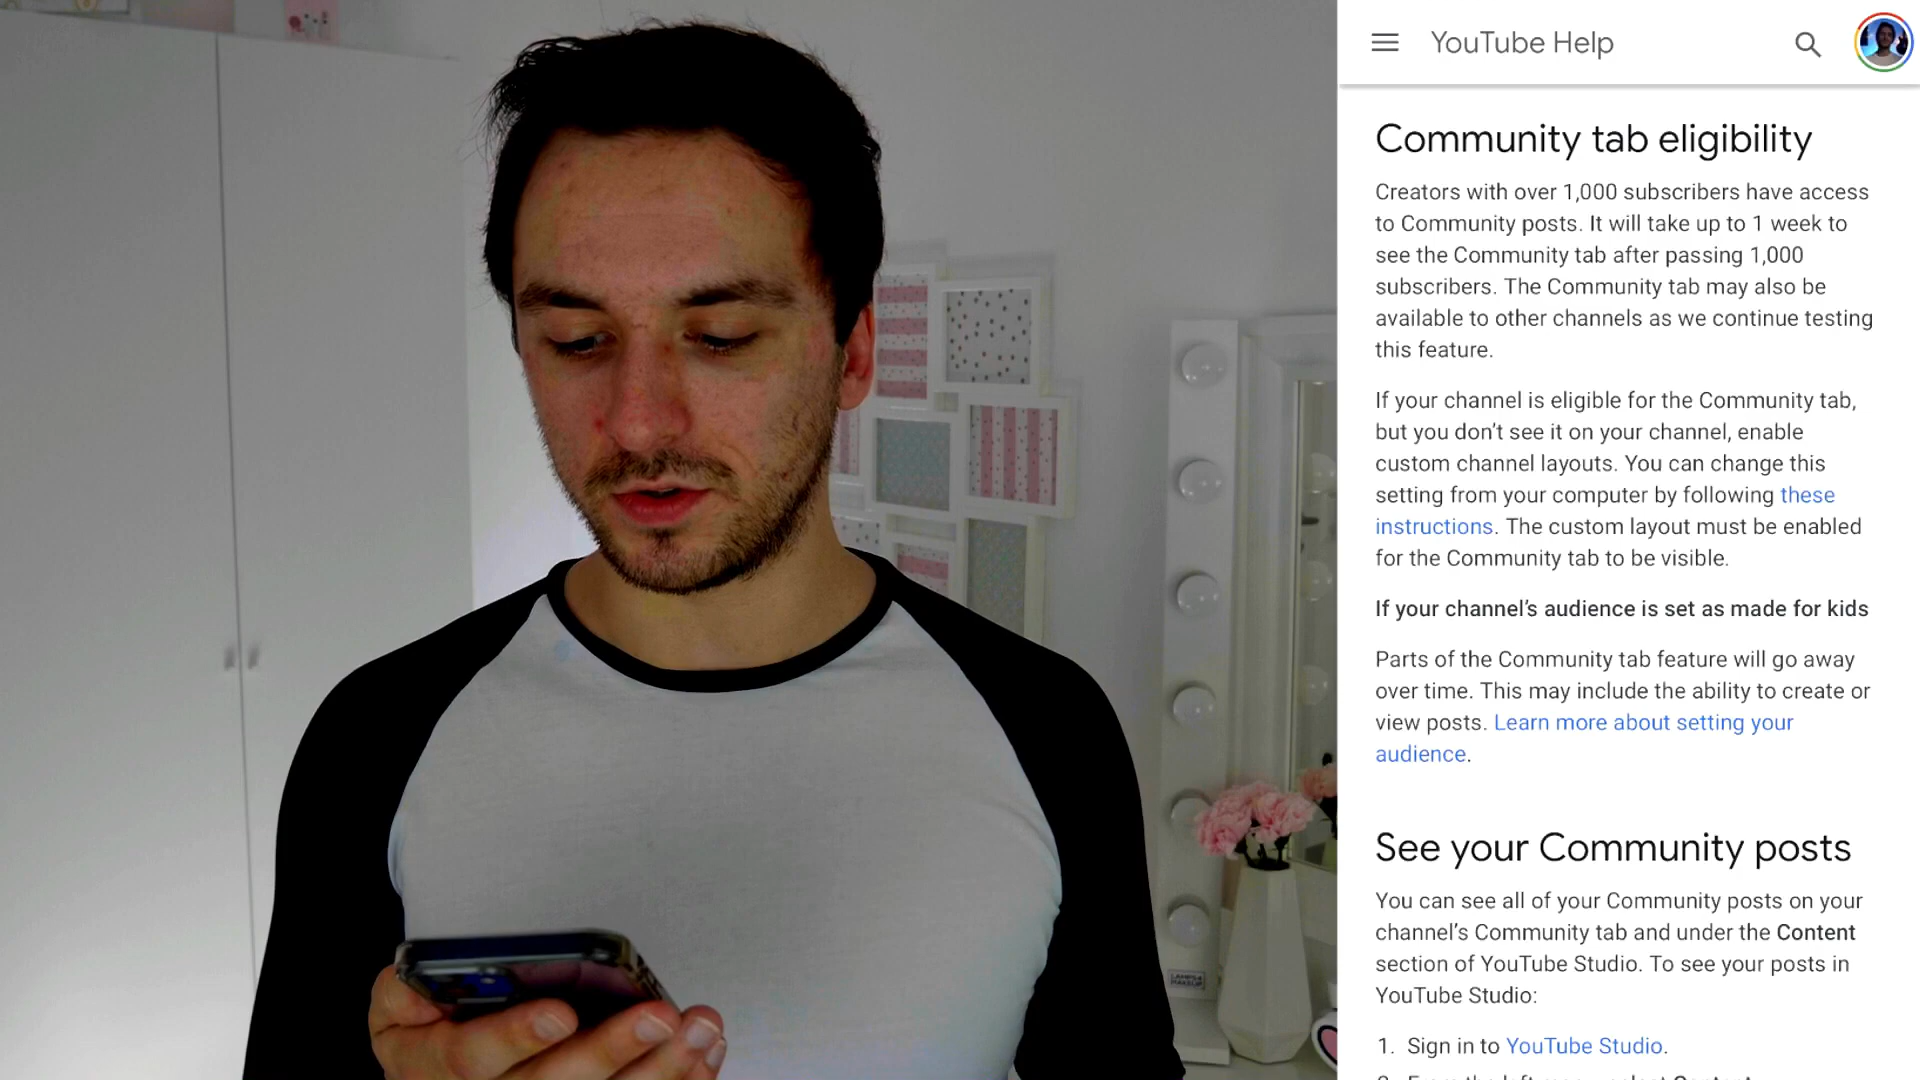 YouTube Help
Community tab eligibility
Creators with over 1,000 subscribers have access
to Community posts. It will take up to 1 week to
see the Community tab after passing 1,000
subscribers. The Community tab may also be
available to other channels as we continue testing
this feature.
If your channel is eligible for the Community tab,
but you don’t see it on your channel, enable
custom channel layouts. You can change this
setting from your computer by following these
instructions. The custom layout must be enabled
for the Community tab to be visible.
If your channel’s audience is set as made for kids
Parts of the Community tab feature will go away
over time. This may include the ability to create or
view posts. Learn more about setting your
audience.
See your Community posts
You can see all of your Community posts on your
channel’s Community tab and under the Content
section of YouTube Studio. To see your posts in
YouTube Studio:
1. Sign in to YouTube Studio.